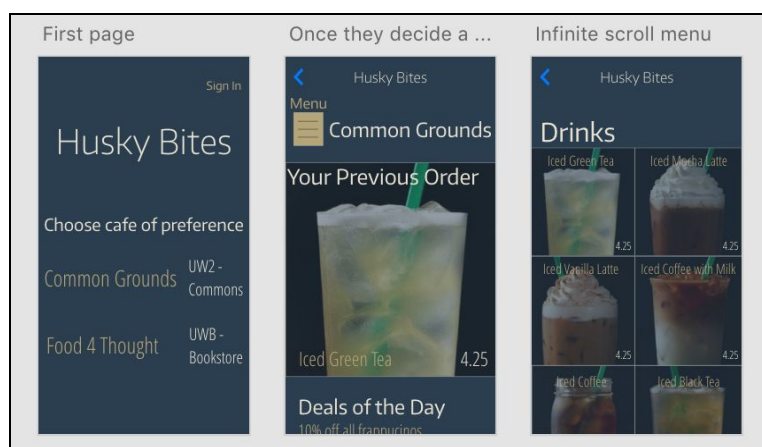 First page
Sign In
Husky Bites
Choose cafe of preference
Common Grounds
UW2 -
Commons
Food 4 Thought
UWB -
Bookstore
Once they decide a ...
Husky Bites
Menu
Common Grounds
Your Previous Order
Iced Green Tea 4.25
Deals of the Day
10% off all frappucinos
Infinite scroll menu
Husky Bites
Drinks
Iced Green Tea
4.25
Iced Mocha Latte
4.25
Iced Vanilla Latte
4.25
Iced Coffee with Milk
4.25
Iced Coffee
Iced Black Tea